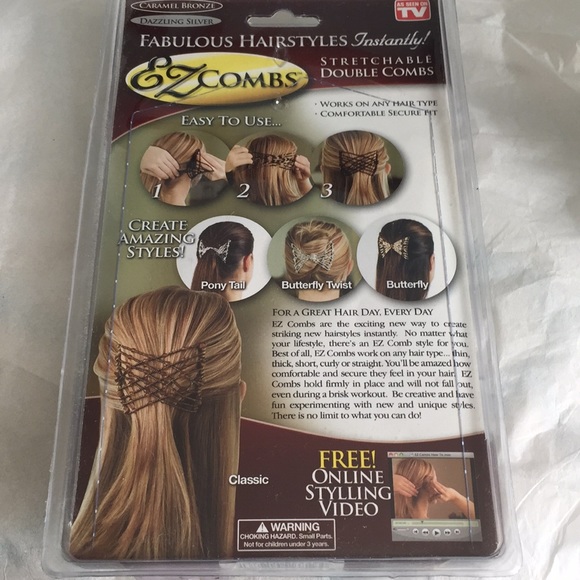 CARAMEL BRONZE
DAZZLING SILVER
AS SEEN ON
TV
FABULOUS HAIRSTYLES Instantly!
EZCOMBS
STRETCHABLE
DOUBLE COMBS
· WORKS ON ANY HAIR TYPE
· COMFORTABLE SECURE FIT
EASY TO USE...
1 2 3
CREATE
AMAZING
STYLES!
Pony Tail Butterfly Twist Butterfly
FOR A GREAT HAIR DAY, EVERY DAY
EZ Combs are the exciting new way to create
striking new hairstyles instantly. No matter what
your lifestyle, there's an EZ Comb style for you.
Best of all, EZ Combs work on any hair type... thin,
thick, short, curly or straight. You'll be amazed how
comfortable and secure they feel in your hair. EZ
Combs hold firmly in place and will not fall out,
even during a brisk workout. Be creative and have
fun experimenting with new and unique styles.
There is no limit to what you can do!
Classic
FREE!
ONLINE
STYLLING
VIDEO
WARNING
CHOKING HAZARD. Small Parts.
Not for children under 3 years.